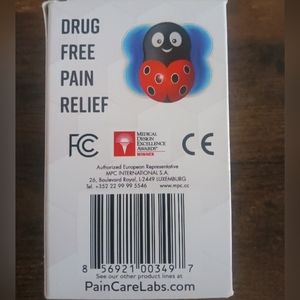 DRUG
FREE
PAIN
RELIEF
FC
MEDICAL
DESIGN
EXCELLENCE
AWARDS
WINNER
CE
Authorized European Representative
MPC INTERNATIONAL S.A.
26, Boulevard Royal, L-2449 LUXEMBURG
Tel. +352 22 99 99 5546 www.mpc.cc
8 56921 00349 7
See our other product lines at
PainCareLabs.com